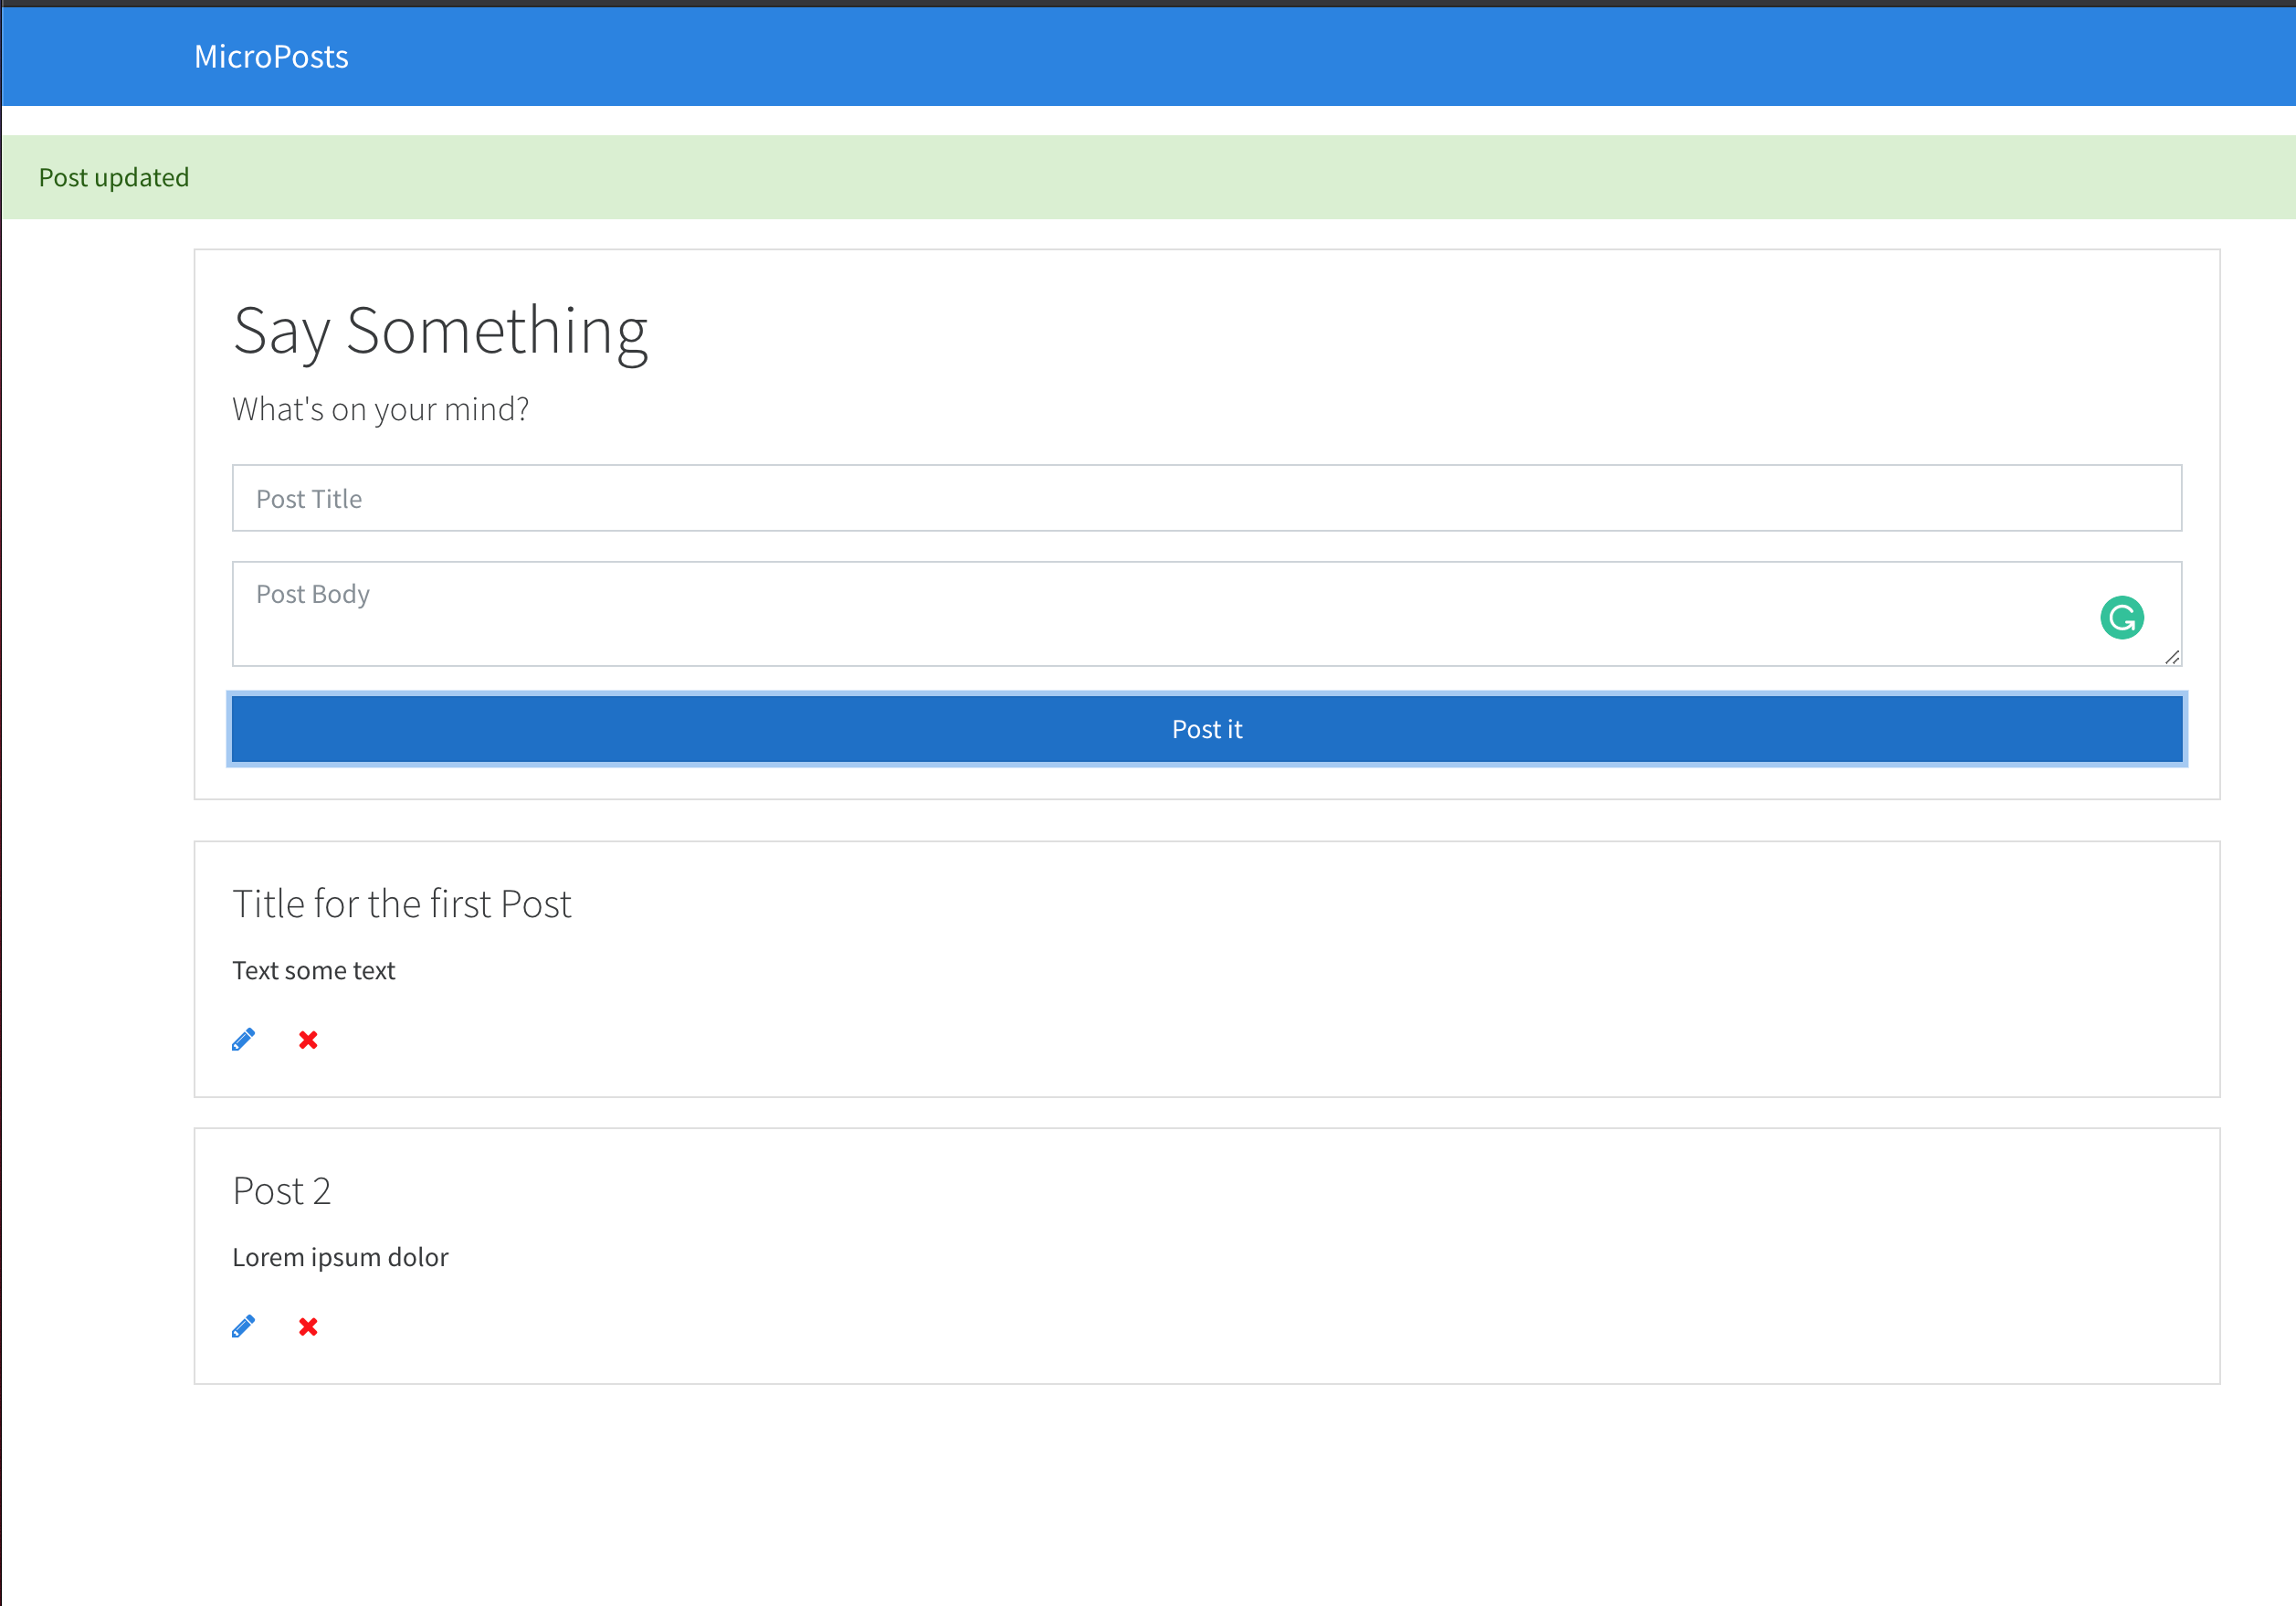 MicroPosts
Post updated
Say Something
What's on your mind?
Post Title
Post Body
Post it
Title for the first Post
Text some text
Post 2
Lorem ipsum dolor